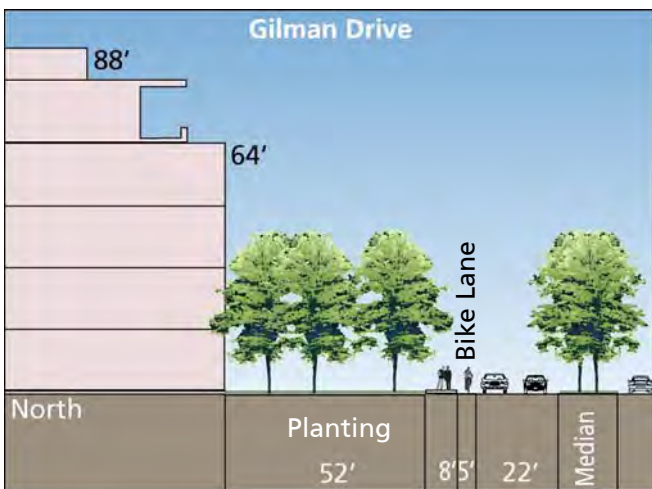 Gilman Drive
88′
64′
Bike Lane
North
Planting
Median
52′
8′
5′
22′